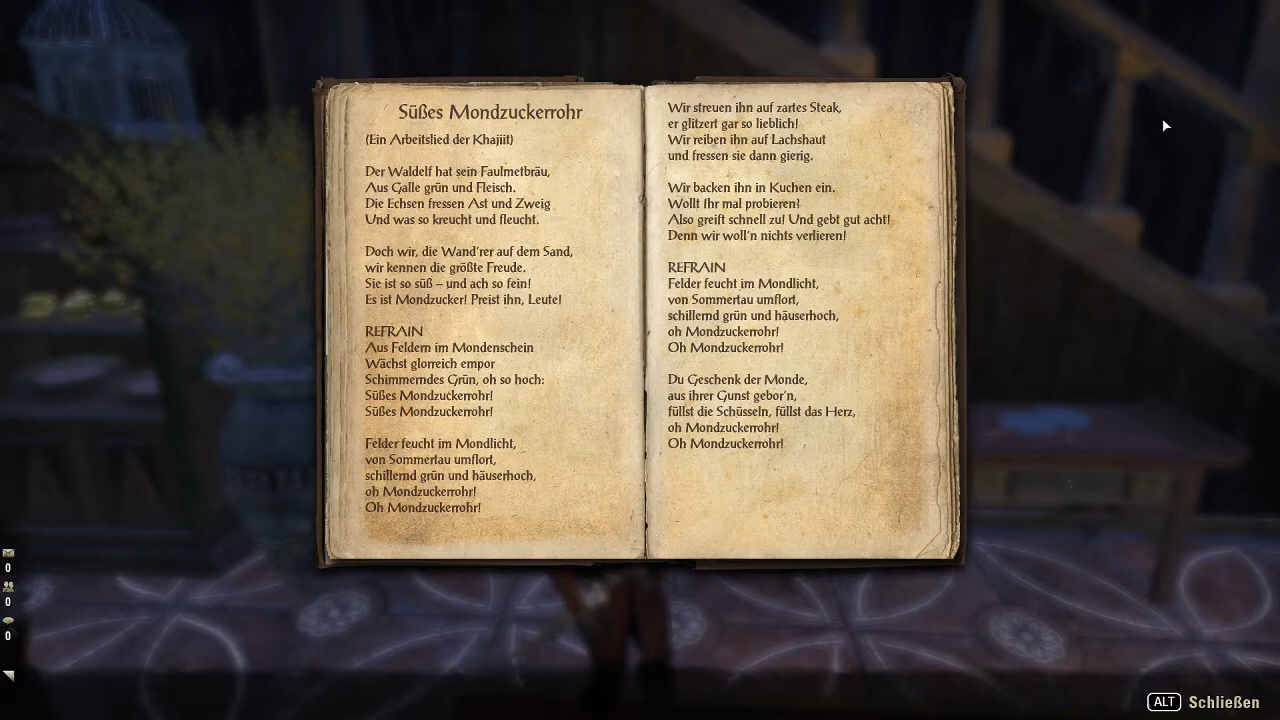 Süßes Mondzuckerrohr
(Ein Arbeitslied der Khajiit)
Der Waldelf hat sein Faulmetbräu,
Aus Galle grün und Fleisch.
Die Echsen fressen Ast und Zweig
Und was so kreucht und fleucht.
Doch wir, die Wand'rer auf dem Sand,
wir kennen die größte Freude.
Sie ist so süß – und ach so fein!
Es ist Mondzucker! Preist ihn, Leute!
REFRAIN
Aus Feldern im Mondenschein
Wächst glorreich empor
Schimmerndes Grün, oh so hoch:
Süßes Mondzuckerrohr!
Süßes Mondzuckerrohr!
Felder feucht im Mondlicht,
von Sommertau umflort,
schillernd grün und häuserhoch,
oh Mondzuckerrohr!
Oh Mondzuckerrohr!
Wir streuen ihn auf zartes Steak,
er glitzert gar so lieblich!
Wir reiben ihn auf Lachshaut
und fressen sie dann gierig.
Wir backen ihn in Kuchen ein.
Wollt Ihr mal probieren?
Also greift schnell zu! Und gebt gut acht!
Denn wir woll'n nichts verlieren!
REFRAIN
Felder feucht im Mondlicht,
von Sommertau umflort,
schillernd grün und häuserhoch,
oh Mondzuckerrohr!
Oh Mondzuckerrohr!
Du Geschenk der Monde,
aus ihrer Gunst gebor'n,
füllst die Schüsseln, füllst das Herz,
oh Mondzuckerrohr!
Oh Mondzuckerrohr!
0
0
0
ALT Schließen